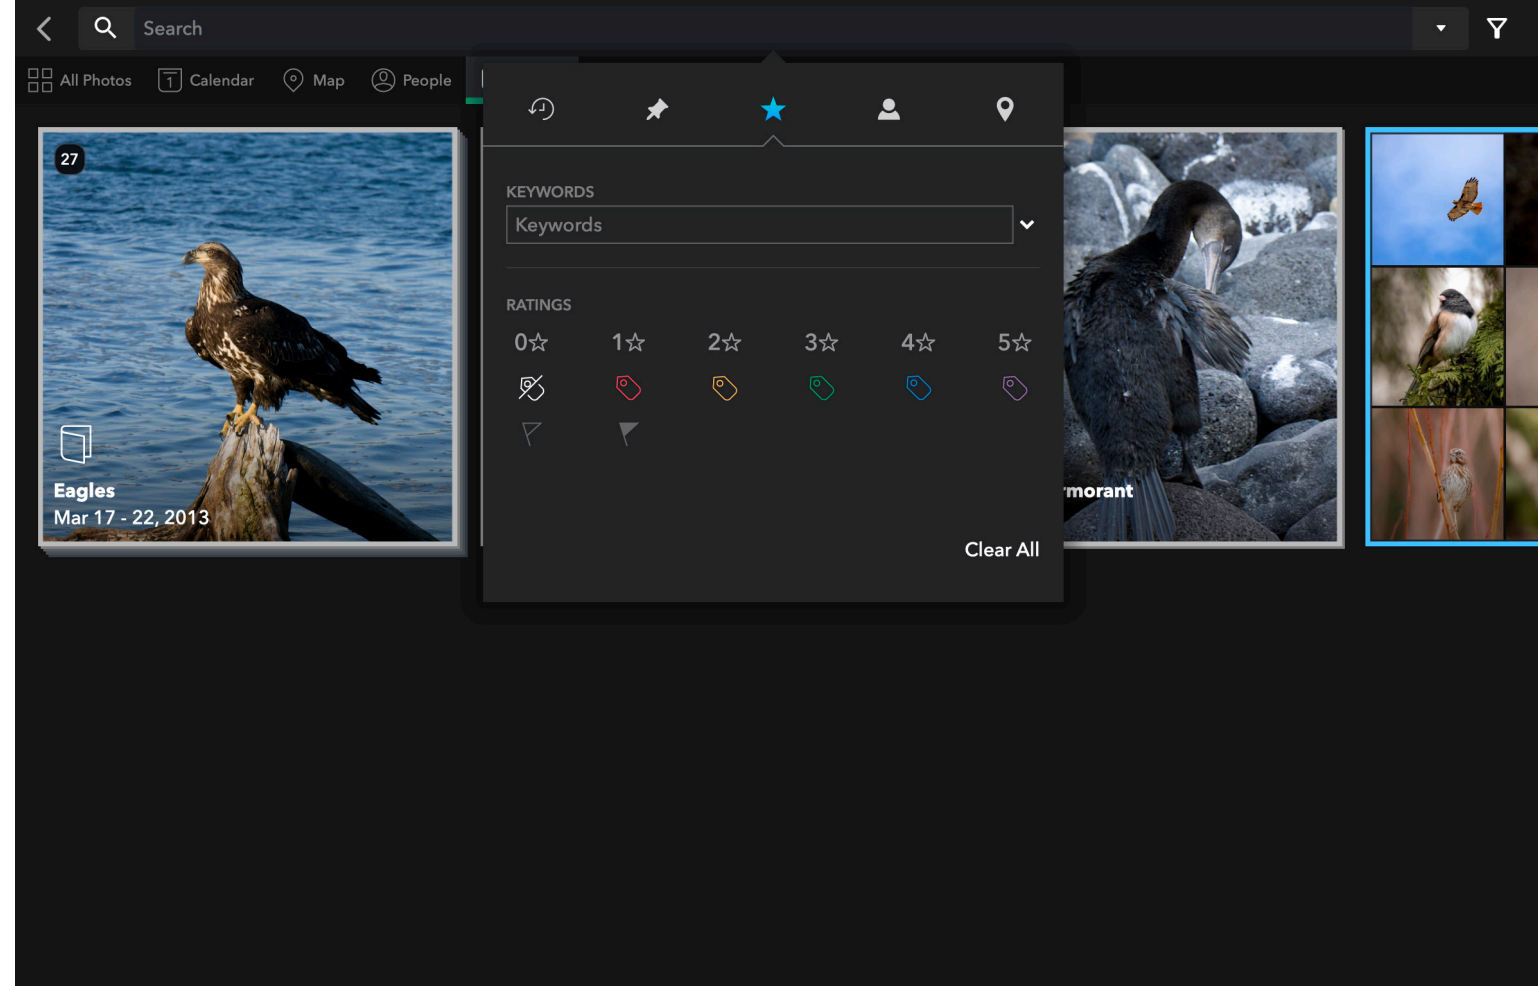 Search
All Photos
1 Calendar
Map
People
27
KEYWORDS
Keywords
RATINGS
0☆ 1☆ 2☆ 3☆ 4☆ 5☆
Clear All
Eagles
Mar 17 - 22, 2013
morant